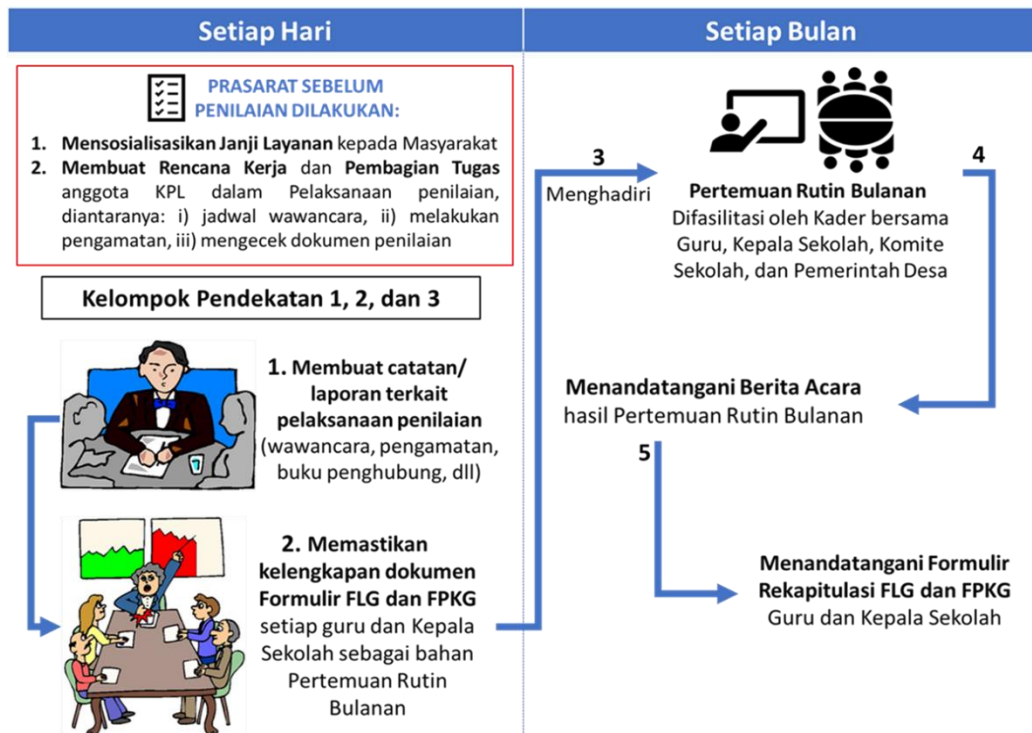 Setiap Hari
PRASARAT SEBELUM
PENILAIAN DILAKUKAN:
1. Mensosialisasikan Janji Layanan kepada Masyarakat
2. Membuat Rencana Kerja dan Pembagian Tugas
anggota KPL dalam Pelaksanaan penilaian,
diantaranya: i) jadwal wawancara, ii) melakukan
pengamatan, iii) mengecek dokumen penilaian
Kelompok Pendekatan 1, 2, dan 3
1. Membuat catatan/
laporan terkait
pelaksanaan penilaian
(wawancara, pengamatan,
buku penghubung, dll)
2. Memastikan
kelengkapan dokumen
Formulir FLG dan FPKG
setiap guru dan Kepala
Sekolah sebagai bahan
Pertemuan Rutin
Bulanan
Setiap Bulan
3
Menghadiri
Pertemuan Rutin Bulanan
Difasilitasi oleh Kader bersama
Guru, Kepala Sekolah, Komite
Sekolah, dan Pemerintah Desa
4
Menandatangani Berita Acara
hasil Pertemuan Rutin Bulanan
5
Menandatangani Formulir
Rekapitulasi FLG dan FPKG
Guru dan Kepala Sekolah